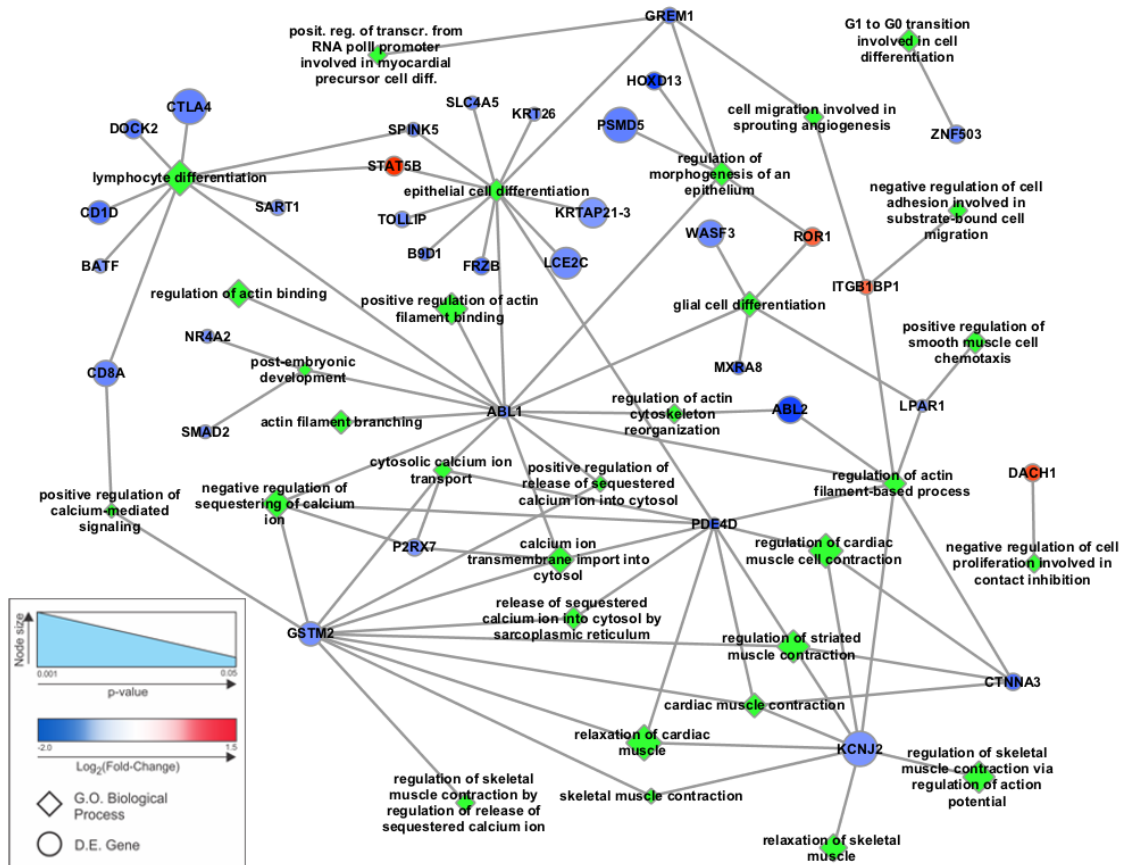 GREM1
posit. reg. of transcr. from
RNA polII promoter
involved in myocardial
precursor cell diff.
G1 to G0 transition
involved in cell
differentiation
HOXD13
CTLA4
SLC4A5
KRT26
cell migration involved in
sprouting angiogenesis
DOCK2
SPINK5
PSMD5
ZNF503
STAT5B
regulation of
morphogenesis of an
epithelium
lymphocyte differentiation
epithelial cell differentiation
negative regulation of cell
adhesion involved in
substrate-bound cell
migration
CD1D
SART1
TOLLIP
KRTAP21-3
WASF3
ROR1
BATF
B9D1
FRZB
LCE2C
ITGB1BP1
regulation of actin binding
positive regulation of actin
filament binding
glial cell differentiation
NR4A2
positive regulation of
smooth muscle cell
chemotaxis
CD8A
post-embryonic
development
MXRA8
ABL1
regulation of actin
cytoskeleton
reorganization
ABL2
LPAR1
SMAD2
actin filament branching
cytosolic calcium ion
transport
positive regulation of
release of sequestered
calcium ion into cytosol
regulation of actin
filament-based process
DACH1
positive regulation of
calcium-mediated
signaling
negative regulation of
sequestering of calcium
ion
PDE4D
P2RX7
calcium ion
transmembrane import into
cytosol
regulation of cardiac
muscle cell contraction
negative regulation of cell
proliferation involved in
contact inhibition
release of sequestered
calcium ion into cytosol by
sarcoplasmic reticulum
GSTM2
regulation of striated
muscle contraction
CTNNA3
cardiac muscle contraction
relaxation of cardiac
muscle
KCNJ2
regulation of skeletal
muscle contraction by
regulation of release of
sequestered calcium ion
skeletal muscle contraction
regulation of skeletal
muscle contraction via
regulation of action
potential
relaxation of skeletal
muscle
Node size
0.001
0.05
p-value
-2.0
1.5
Log2(Fold-Change)
G.O. Biological
Process
D.E. Gene